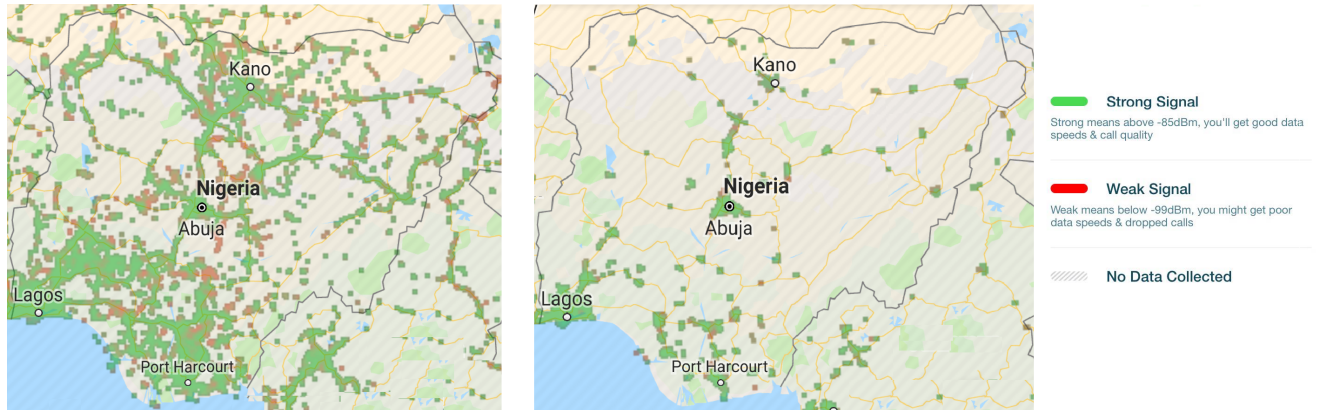 Kano
Nigeria
Abuja
Lagos
Port Harcourt
Kano
Nigeria
Abuja
Lagos
Port Harcourt
Strong Signal
Strong means above -85dBm, you'll get good data
speeds & call quality
Weak Signal
Weak means below -99dBm, you might get poor
data speeds & dropped calls
No Data Collected